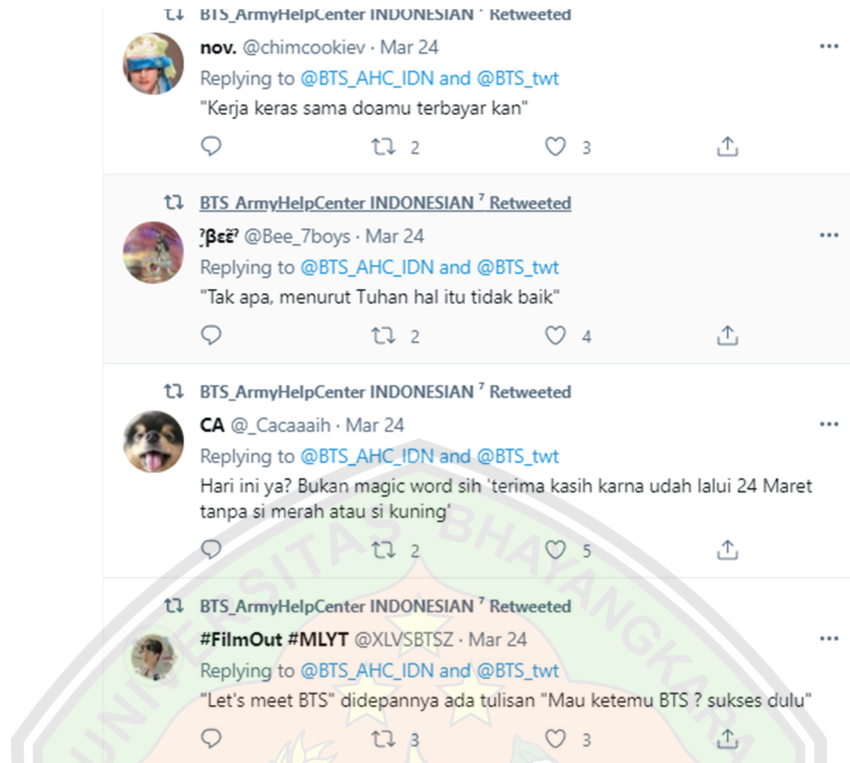 BTS_ArmyHelpCenter INDONESIAN ⁷ Retweeted
nov. @chimcookiev · Mar 24
Replying to @BTS_AHC_IDN and @BTS_twt
"Kerja keras sama doamu terbayar kan"
2 3
BTS_ArmyHelpCenter INDONESIAN ⁷ Retweeted
@Bee_7boys · Mar 24
Replying to @BTS_AHC_IDN and @BTS_twt
"Tak apa, menurut Tuhan hal itu tidak baik"
2 4
BTS_ArmyHelpCenter INDONESIAN ⁷ Retweeted
CA @_Cacaaaih · Mar 24
Replying to @BTS_AHC_IDN and @BTS_twt
Hari ini ya? Bukan magic word sih 'terima kasih karna udah lalui 24 Maret
tanpa si merah atau si kuning'
2 5
BTS_ArmyHelpCenter INDONESIAN ⁷ Retweeted
#FilmOut #MLYT @XLVSBTSZ · Mar 24
Replying to @BTS_AHC_IDN and @BTS_twt
"Let's meet BTS" didepannya ada tulisan "Mau ketemu BTS ? sukses dulu"
3 3
UNIVERSITAS BHAYANGKARA